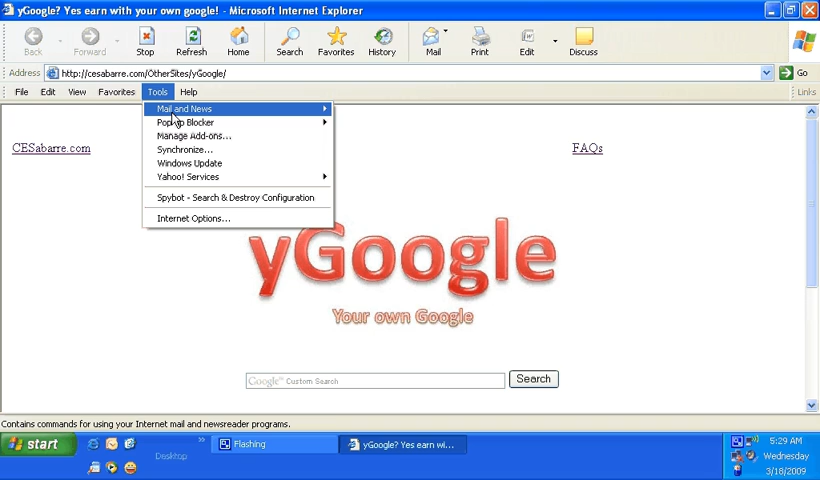 yGoogle? Yes earn with your own google! - Microsoft Internet Explorer
Back Forward Stop Refresh Home Search Favorites History Mail Print Edit Discuss
Address http://cesabarre.com/OtherSites/yGoogle/ Go
File Edit View Favorites Tools Help Links
Mail and News
Pop-up Blocker
Manage Add-ons...
Synchronize...
Windows Update
Yahoo! Services
Spybot - Search & Destroy Configuration
Internet Options...
CESabarre.com FAQs
yGoogle
Your own Google
Google™ Custom Search Search
Contains commands for using your Internet mail and newsreader programs.
start Flashing yGoogle? Yes earn wi... 5:29 AM
Desktop Wednesday
3/18/2009